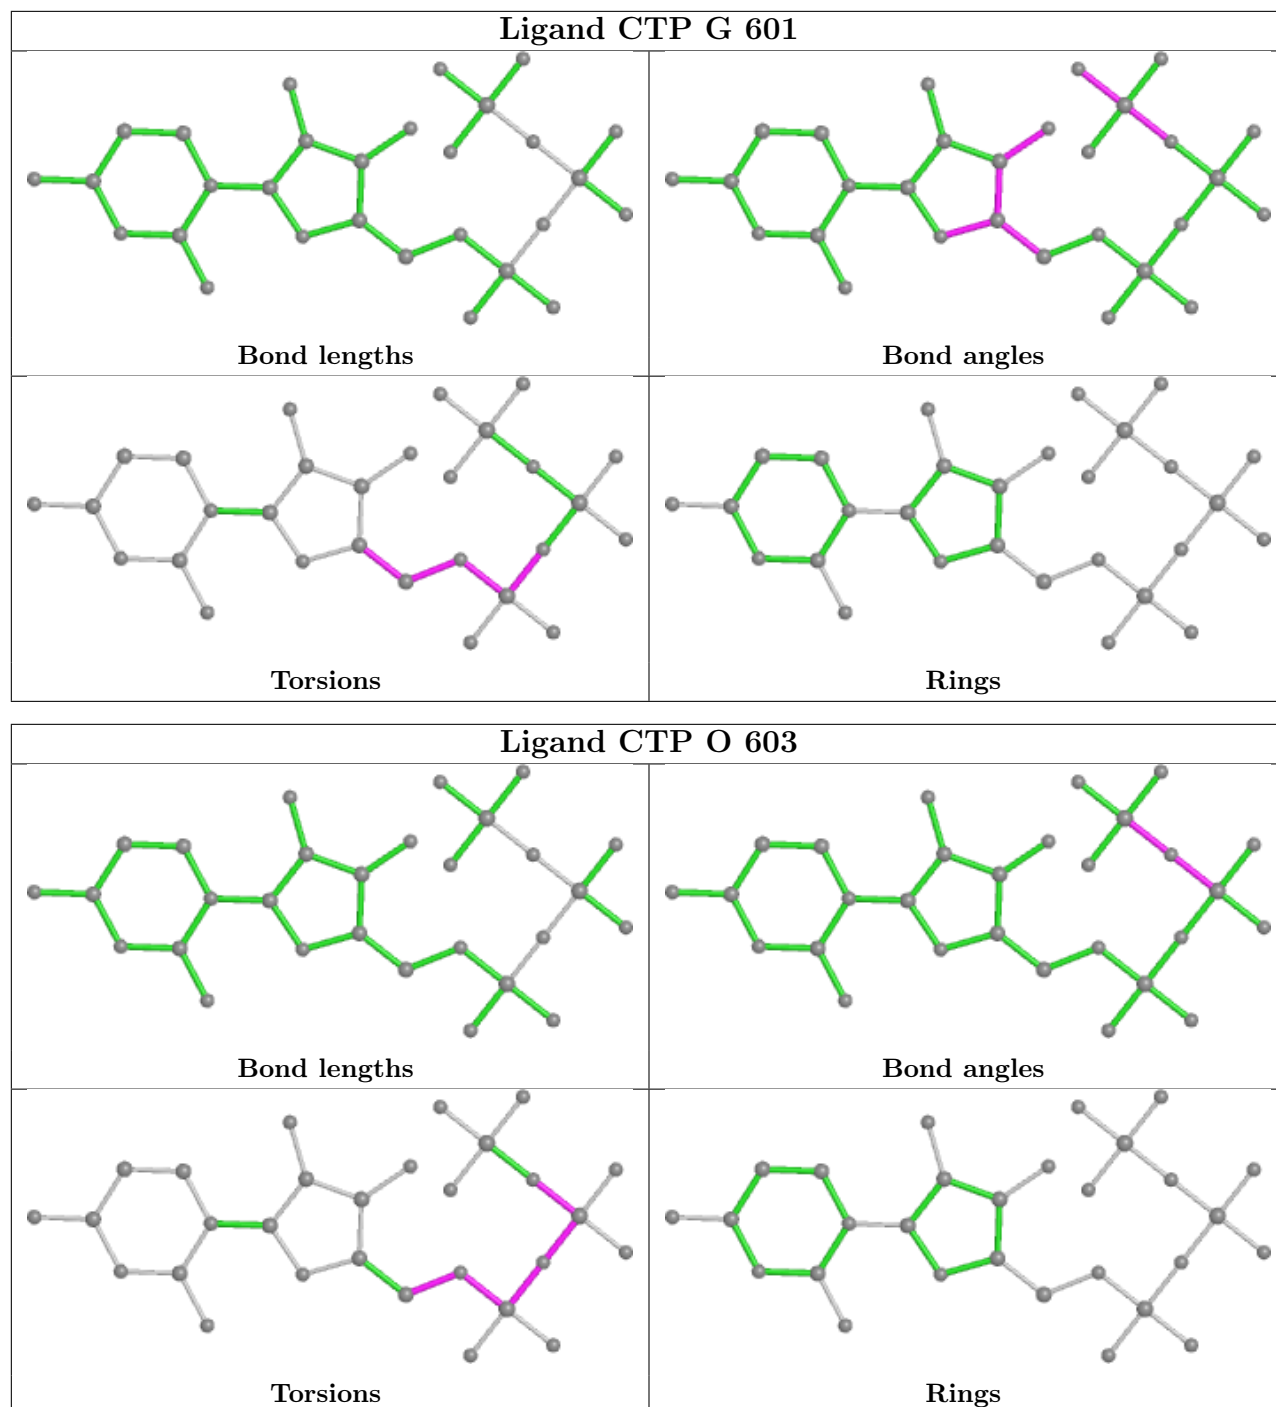 Ligand CTP G 601
Bond lengths
Bond angles
Torsions
Rings
Ligand CTP O 603
Bond lengths
Bond angles
Torsions
Rings